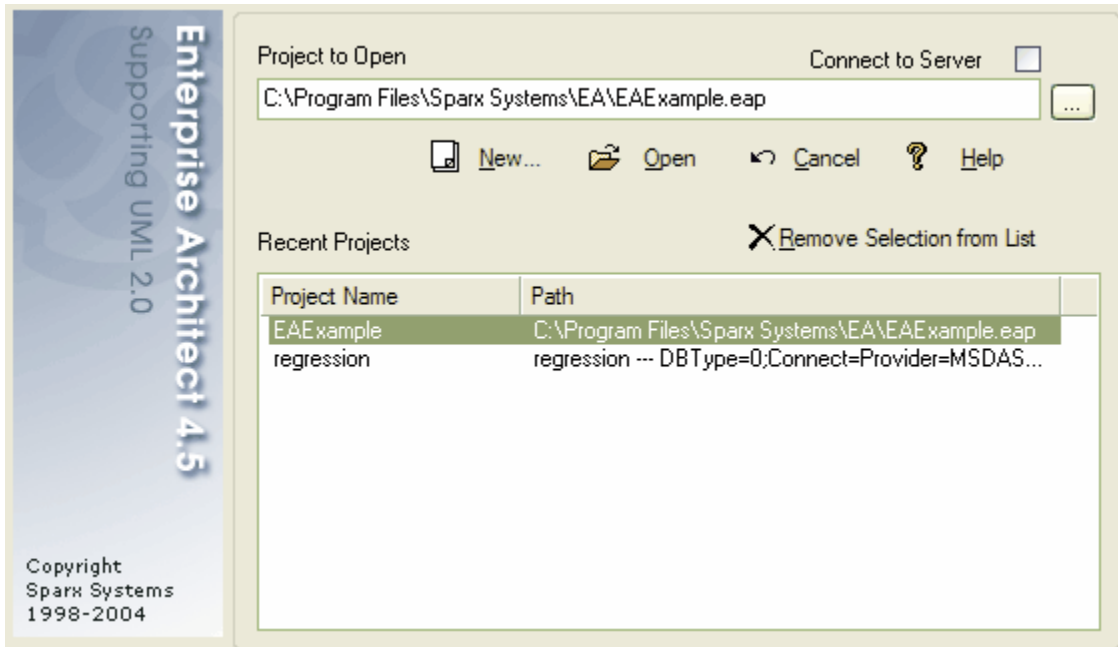 Enterprise Architect 4.5
Supporting UML 2.0
Copyright
Sparx Systems
1998-2004
Project to Open
Connect to Server
C:\Program Files\Sparx Systems\EA\EAExample.eap
...
New...
Open
Cancel
Help
Recent Projects
Remove Selection from List
Project Name Path
EAExample C:\Program Files\Sparx Systems\EA\EAExample.eap
regression regression --- DBType=0;Connect=Provider=MSDAS...